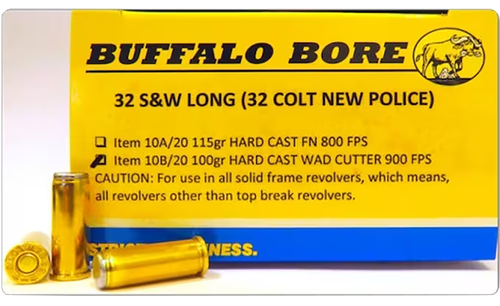 BUFFALO BORE
32 S&W LONG (32 COLT NEW POLICE)
Item 10A/20 115gr HARD CAST FN 800 FPS
Item 10B/20 100gr HARD CAST WAD CUTTER 900 FPS
CAUTION: For use in all solid frame revolvers, which means,
all revolvers other than top break revolvers.